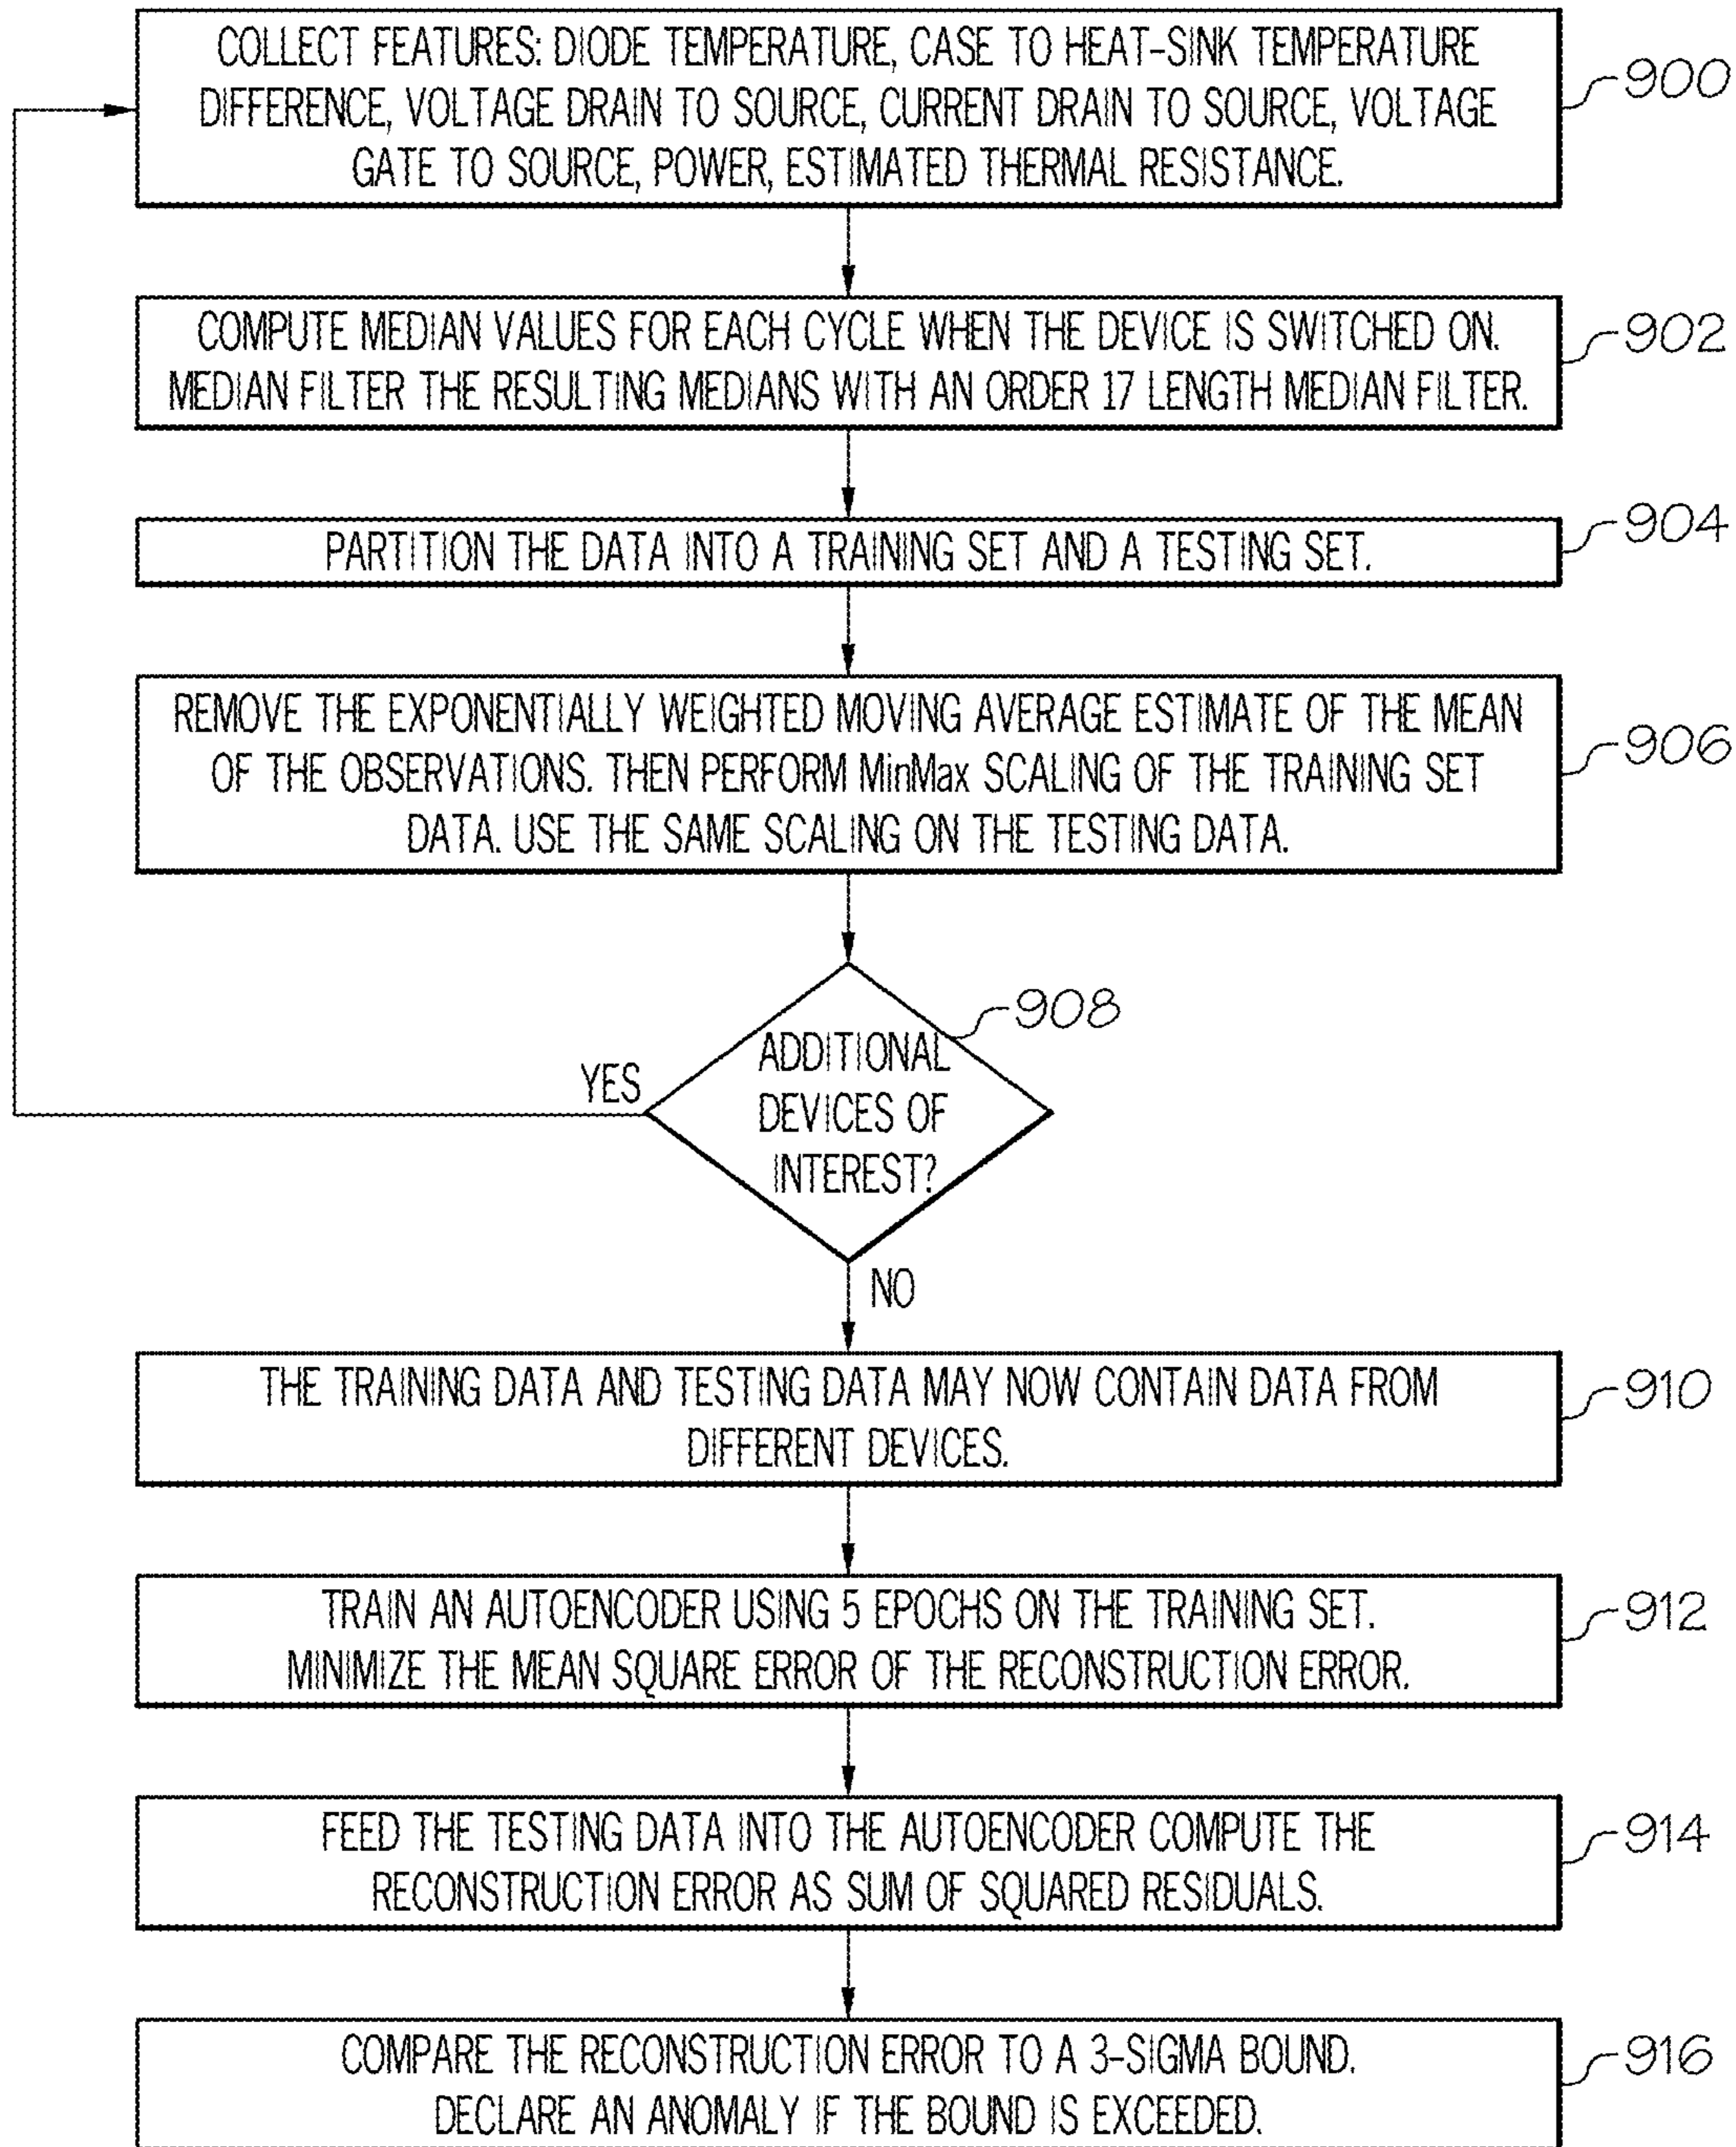 COLLECT FEATURES: DIODE TEMPERATURE, CASE TO HEAT-SINK TEMPERATURE
DIFFERENCE, VOLTAGE DRAIN TO SOURCE, CURRENT DRAIN TO SOURCE, VOLTAGE
GATE TO SOURCE, POWER, ESTIMATED THERMAL RESISTANCE.
900
COMPUTE MEDIAN VALUES FOR EACH CYCLE WHEN THE DEVICE IS SWITCHED ON.
MEDIAN FILTER THE RESULTING MEDIANS WITH AN ORDER 17 LENGTH MEDIAN FILTER.
902
PARTITION THE DATA INTO A TRAINING SET AND A TESTING SET.
904
REMOVE THE EXPONENTIALLY WEIGHTED MOVING AVERAGE ESTIMATE OF THE MEAN
OF THE OBSERVATIONS. THEN PERFORM MinMax SCALING OF THE TRAINING SET
DATA. USE THE SAME SCALING ON THE TESTING DATA.
906
ADDITIONAL
DEVICES OF
INTEREST?
908
YES
NO
THE TRAINING DATA AND TESTING DATA MAY NOW CONTAIN DATA FROM
DIFFERENT DEVICES.
910
TRAIN AN AUTOENCODER USING 5 EPOCHS ON THE TRAINING SET.
MINIMIZE THE MEAN SQUARE ERROR OF THE RECONSTRUCTION ERROR.
912
FEED THE TESTING DATA INTO THE AUTOENCODER COMPUTE THE
RECONSTRUCTION ERROR AS SUM OF SQUARED RESIDUALS.
914
COMPARE THE RECONSTRUCTION ERROR TO A 3-SIGMA BOUND.
DECLARE AN ANOMALY IF THE BOUND IS EXCEEDED.
916